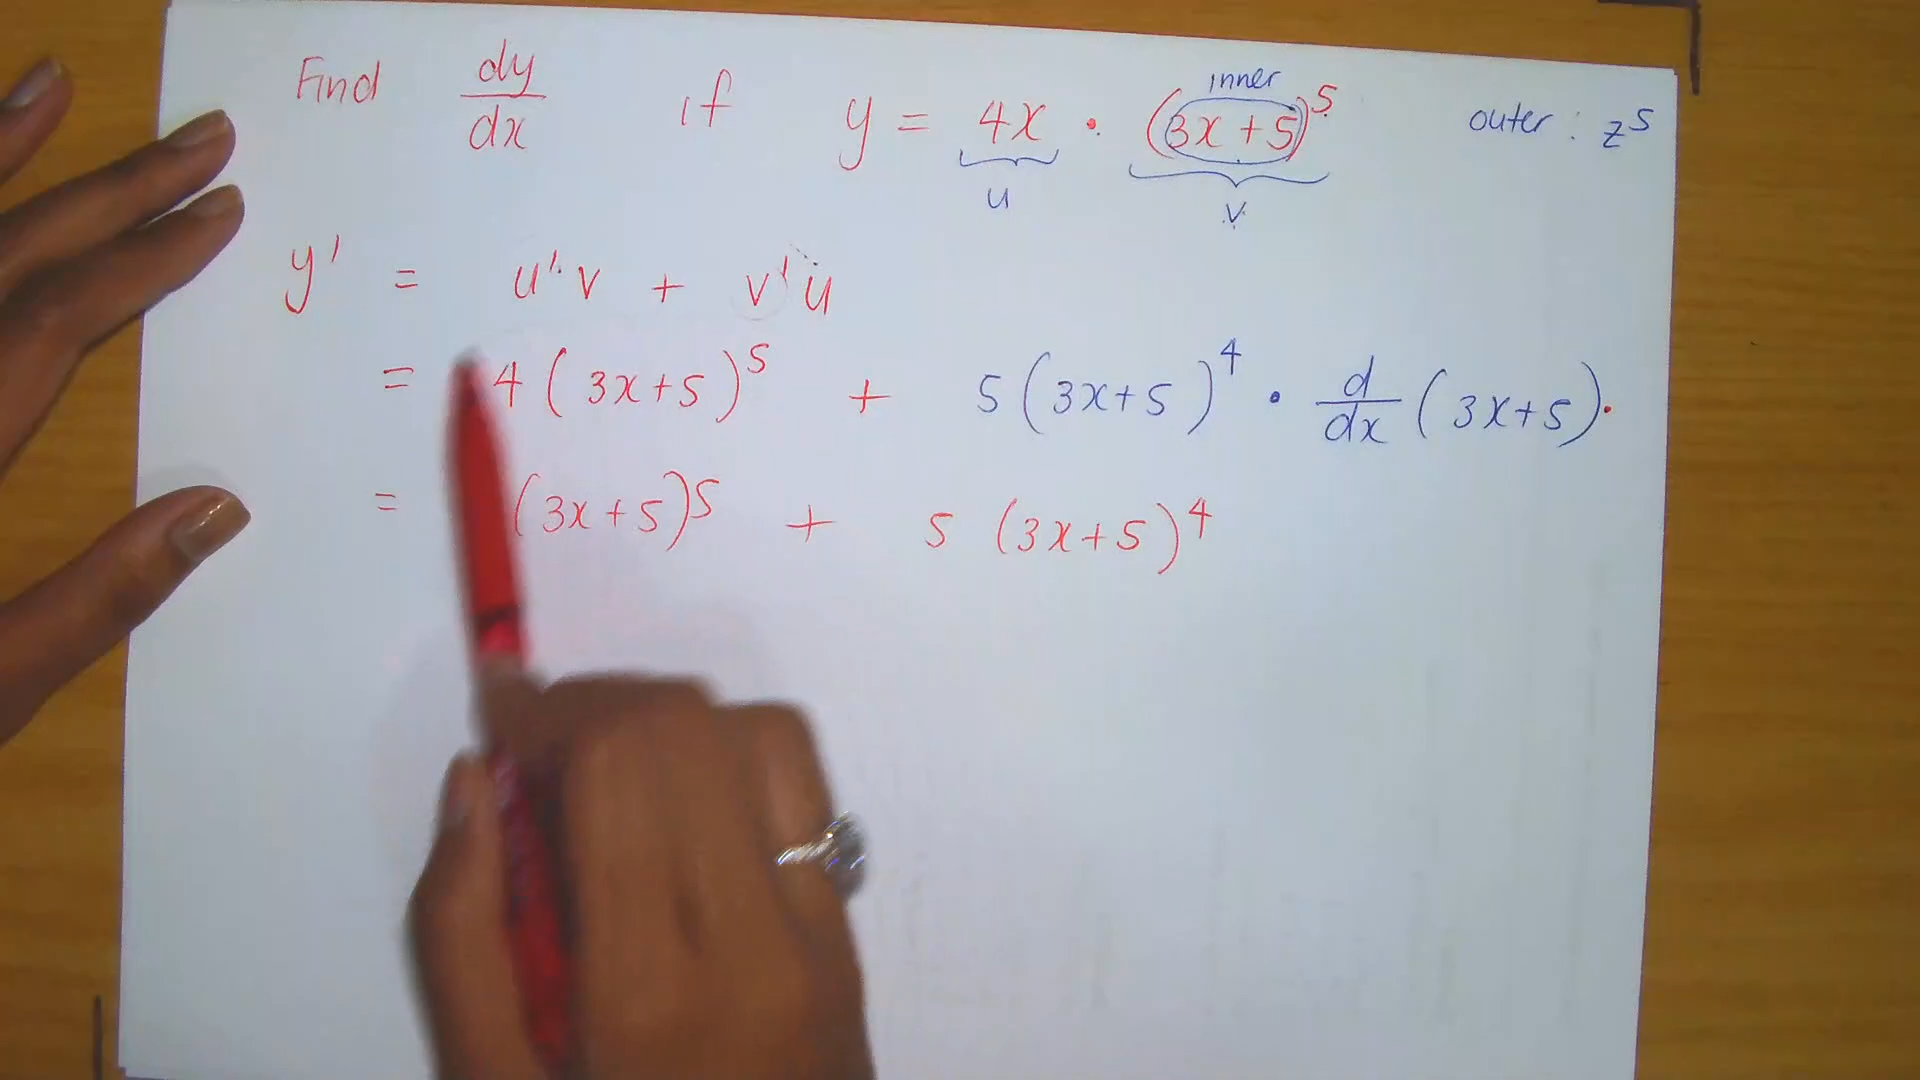 Find dy/dx if y = 4x · (3x + 5)^5 inner outer : z^5
u v
y' = u'v + v'u
= 4(3x+5)^5 + 5(3x+5)^4 · d/dx (3x+5) ·
= (3x+5)^5 + 5 (3x+5)^4